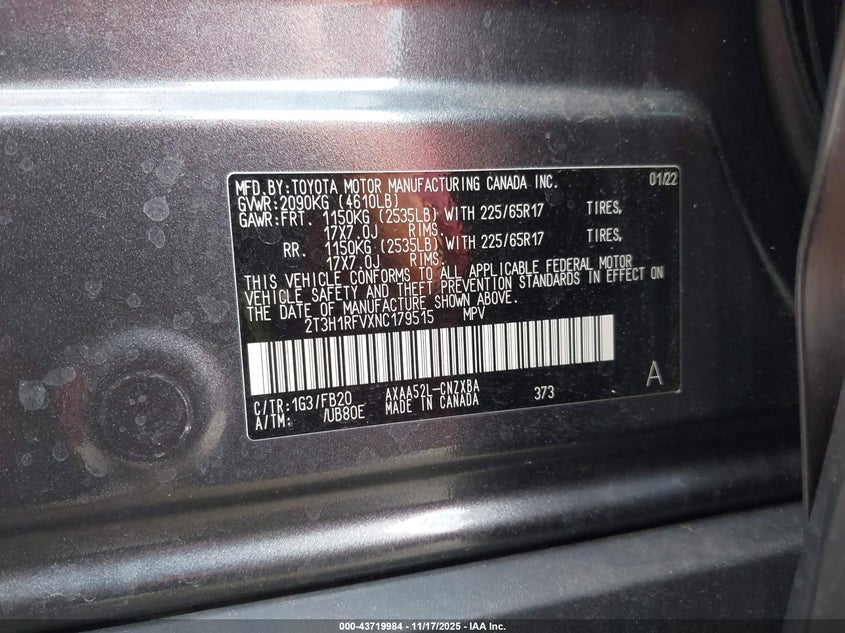 MFD.BY:TOYOTA MOTOR MANUFACTURING CANADA INC. 01/22
GVWR:2090KG (4610LB)
GAWR:FRT. 1150KG (2535LB) WITH 225/65R17 TIRES,
17X7.0J RIMS.
RR. 1150KG (2535LB) WITH 225/65R17 TIRES,
17X7.0J RIMS.
THIS VEHICLE CONFORMS TO ALL APPLICABLE FEDERAL MOTOR
VEHICLE SAFETY AND THEFT PREVENTION STANDARDS IN EFFECT ON
THE DATE OF MANUFACTURE SHOWN ABOVE.
2T3H1RFVXNC179515 MPV
C/TR:1G3/FB20 AXAA52L-CNZXBA 373 A
A/TM: /UB80E MADE IN CANADA
000-43719984 - 11/17/2025 - IAA Inc.